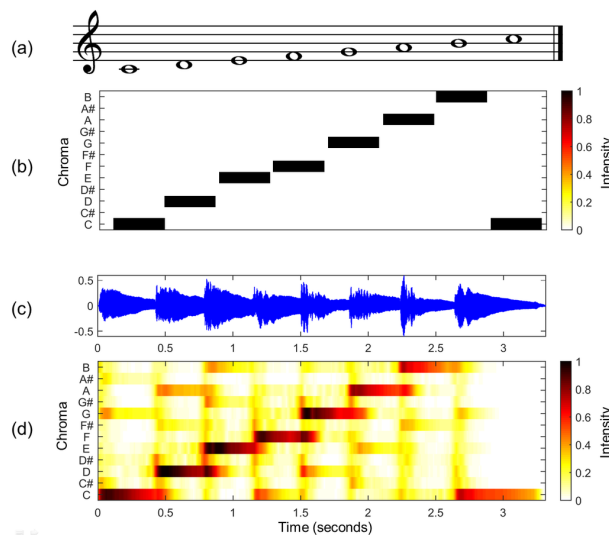 (a)
(b)
Chroma
B
A#
A
G#
G
F#
F
E
D#
D
C#
C
1
0.8
0.6
0.4
0.2
0
Intensity
(c)
0.5
0
-0.5
0 0.5 1 1.5 2 2.5 3
(d)
Chroma
B
A#
A
G#
G
F#
F
E
D#
D
C#
C
0 0.5 1 1.5 2 2.5 3
Time (seconds)
1
0.8
0.6
0.4
0.2
0
Intensity